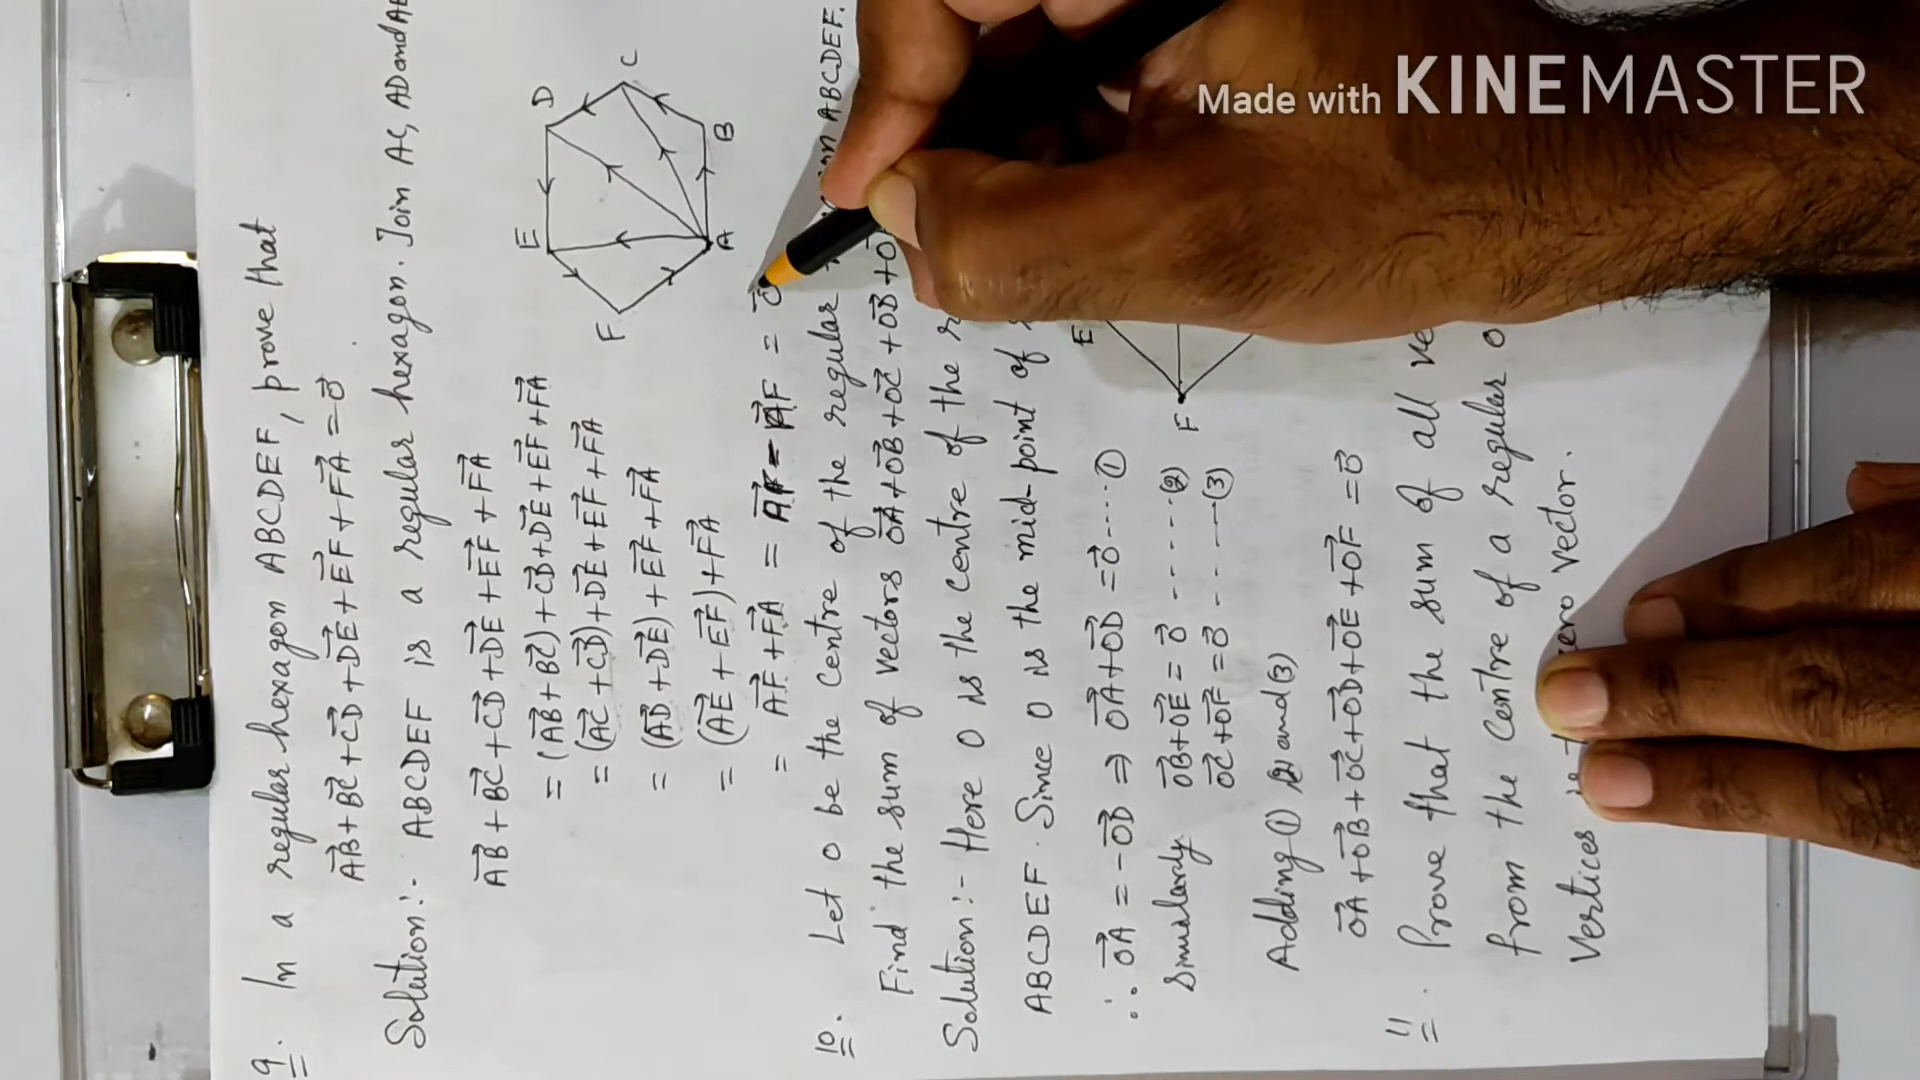 Made with KINEMASTER
9. In a regular hexagon ABCDEF, prove that
AB⃗+BC⃗+CD⃗+DE⃗+EF⃗+FA⃗=0⃗
Solution:- ABCDEF is a regular hexagon. Join AC, AD and AE
AB⃗+BC⃗+CD⃗+DE⃗+EF⃗+FA⃗
=(AB⃗+BC⃗)+CD⃗+DE⃗+EF⃗+FA⃗
=(AC⃗+CD⃗)+DE⃗+EF⃗+FA⃗
=(AD⃗+DE⃗)+EF⃗+FA⃗
=(AE⃗+EF⃗)+FA⃗
=AF⃗+FA⃗=AF⃗-AF⃗=0⃗
F E D C B A
10. Let O be the centre of the regular ABCDEF.
Find the sum of vectors OA⃗+OB⃗+OC⃗+OD⃗+
Solution:- Here O is the centre of the
ABCDEF. Since O is the mid-point of
∴ OA⃗=-OD⃗ ⇒ OA⃗+OD⃗=0⃗....①
Similarly OB⃗+OE⃗=0⃗ ------(2)
OC⃗+OF⃗=0⃗ -----(3)
E F
Adding ① (2) and (3)
OA⃗+OB⃗+OC⃗+OD⃗+OE⃗+OF⃗=0⃗
11. Prove that the sum of all
from the centre of a regular
Vertices vector.